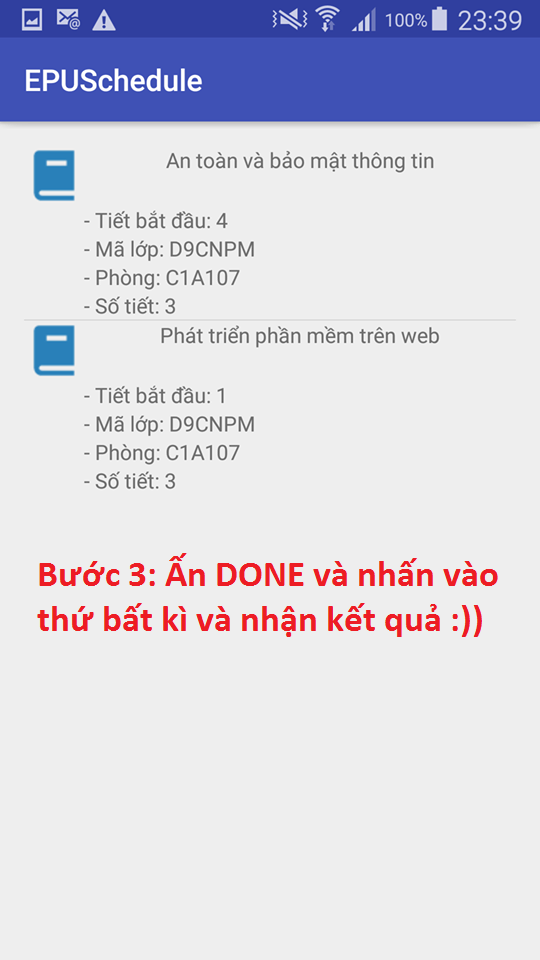 100% 23:39
EPUSchedule
An toàn và bảo mật thông tin
- Tiết bắt đầu: 4
- Mã lớp: D9CNPM
- Phòng: C1A107
- Số tiết: 3
Phát triển phần mềm trên web
- Tiết bắt đầu: 1
- Mã lớp: D9CNPM
- Phòng: C1A107
- Số tiết: 3
Bước 3: Ấn DONE và nhấn vào
thứ bất kì và nhận kết quả :))